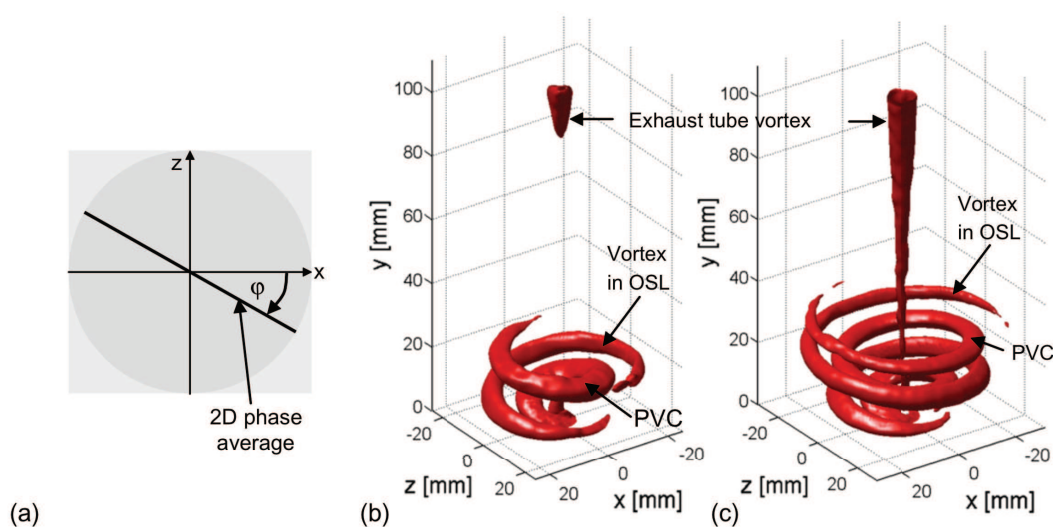 z
x
φ
2D phase
average
(a)
100
80
60
40
20
0
y [mm]
-20
0
20
z [mm]
20
0
-20
x [mm]
Exhaust tube vortex
Vortex
in OSL
PVC
(b)
100
80
60
40
20
0
y [mm]
-20
0
20
z [mm]
20
0
-20
x [mm]
Vortex
in OSL
PVC
(c)